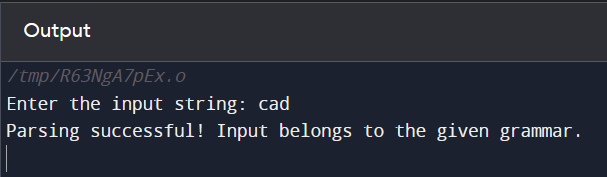 Output
/tmp/R63NgA7pEx.o
Enter the input string: cad
Parsing successful! Input belongs to the given grammar.